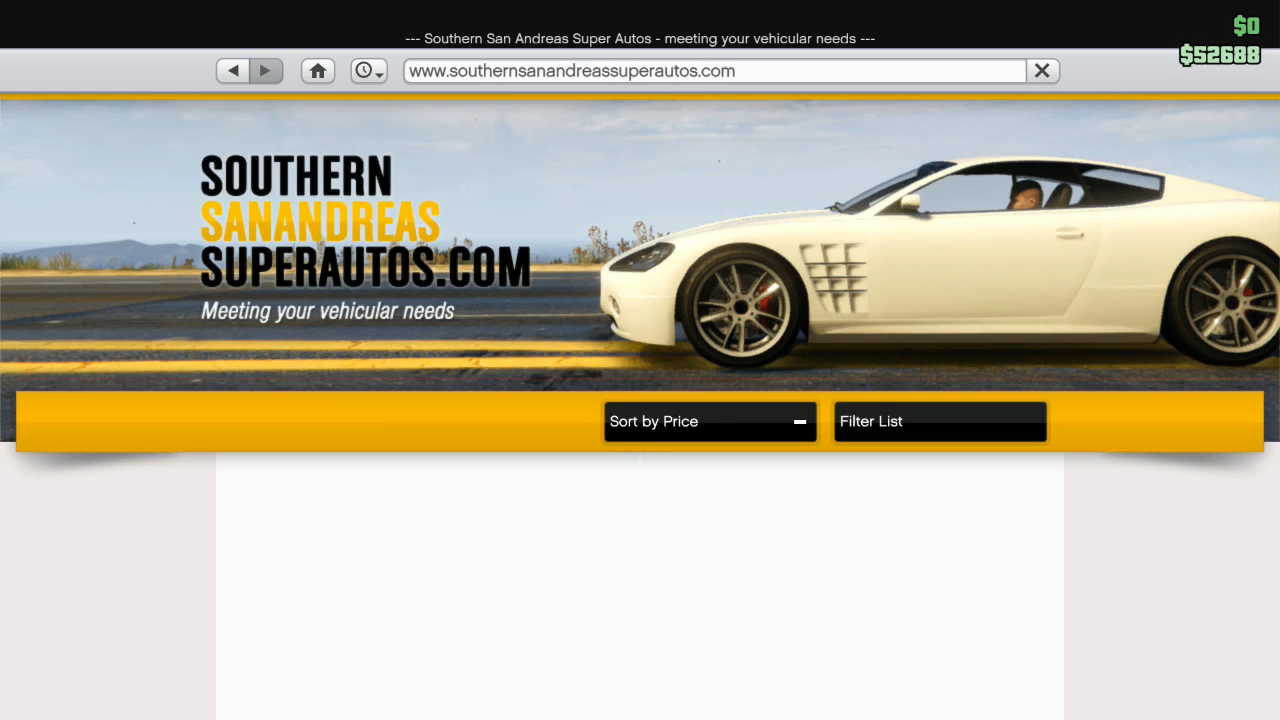 --- Southern San Andreas Super Autos - meeting your vehicular needs ---
$0
$52688
www.southernsanandreassuperautos.com
SOUTHERN
SANANDREAS
SUPERAUTOS.COM
Meeting your vehicular needs
Sort by Price
Filter List